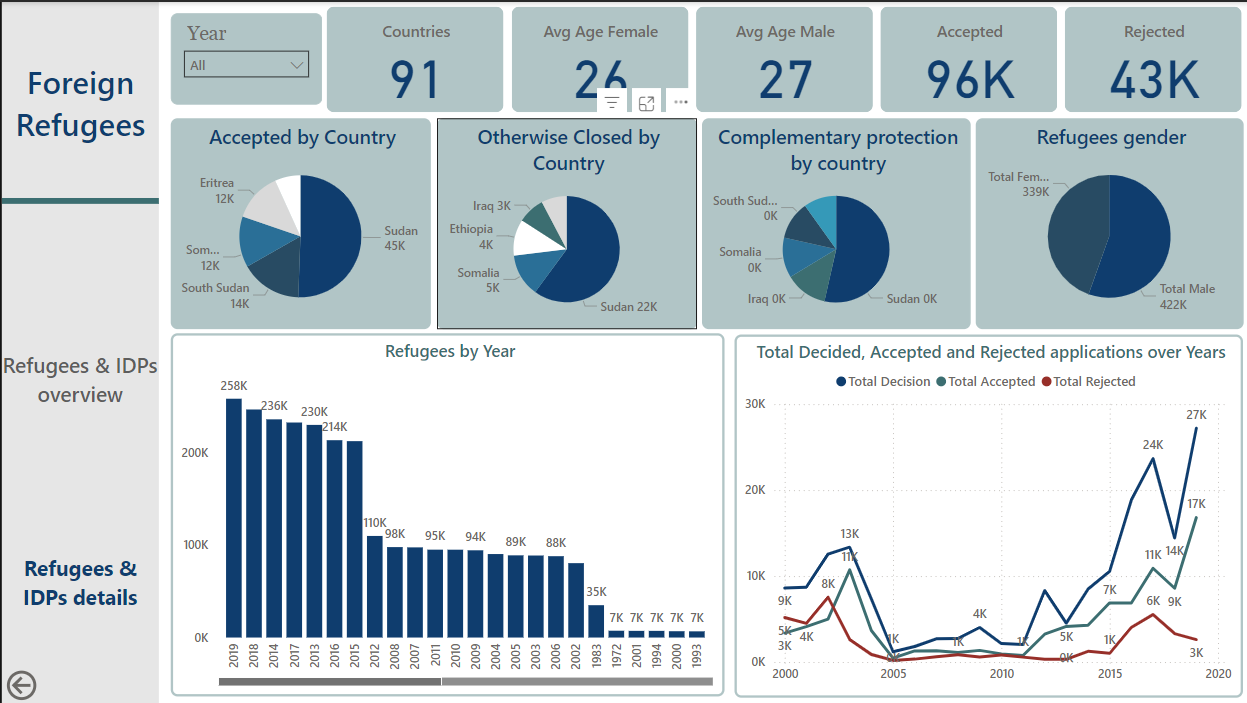 Foreign
Refugees
Refugees & IDPs
overview
Refugees &
IDPs details
Year
All
Countries
91
Avg Age Female
26
Avg Age Male
27
Accepted
96K
Rejected
43K
Accepted by Country
Eritrea
12K
Som...
12K
South Sudan
14K
Sudan
45K
Otherwise Closed by
Country
Iraq 3K
Ethiopia
4K
Somalia
5K
Sudan 22K
Complementary protection
by country
South Sud...
0K
Somalia
0K
Iraq 0K
Sudan 0K
Refugees gender
Total Fem...
339K
Total Male
422K
Refugees by Year
258K
236K
230K
214K
110K
98K
95K
94K
89K
88K
35K
7K 7K 7K 7K 7K
200K
100K
0K
2019 2018 2014 2017 2013 2016 2015 2012 2008 2007 2011 2010 2009 2004 2005 2003 2006 2002 1983 1972 2001 1994 2000 1993
Total Decided, Accepted and Rejected applications over Years
Total Decision Total Accepted Total Rejected
30K
20K
10K
0K
9K
5K
3K
4K
8K
13K
11K
1K
1K
4K
1K
5K
0K
7K
1K
24K
11K
6K
14K
9K
27K
17K
3K
2000 2005 2010 2015 2020